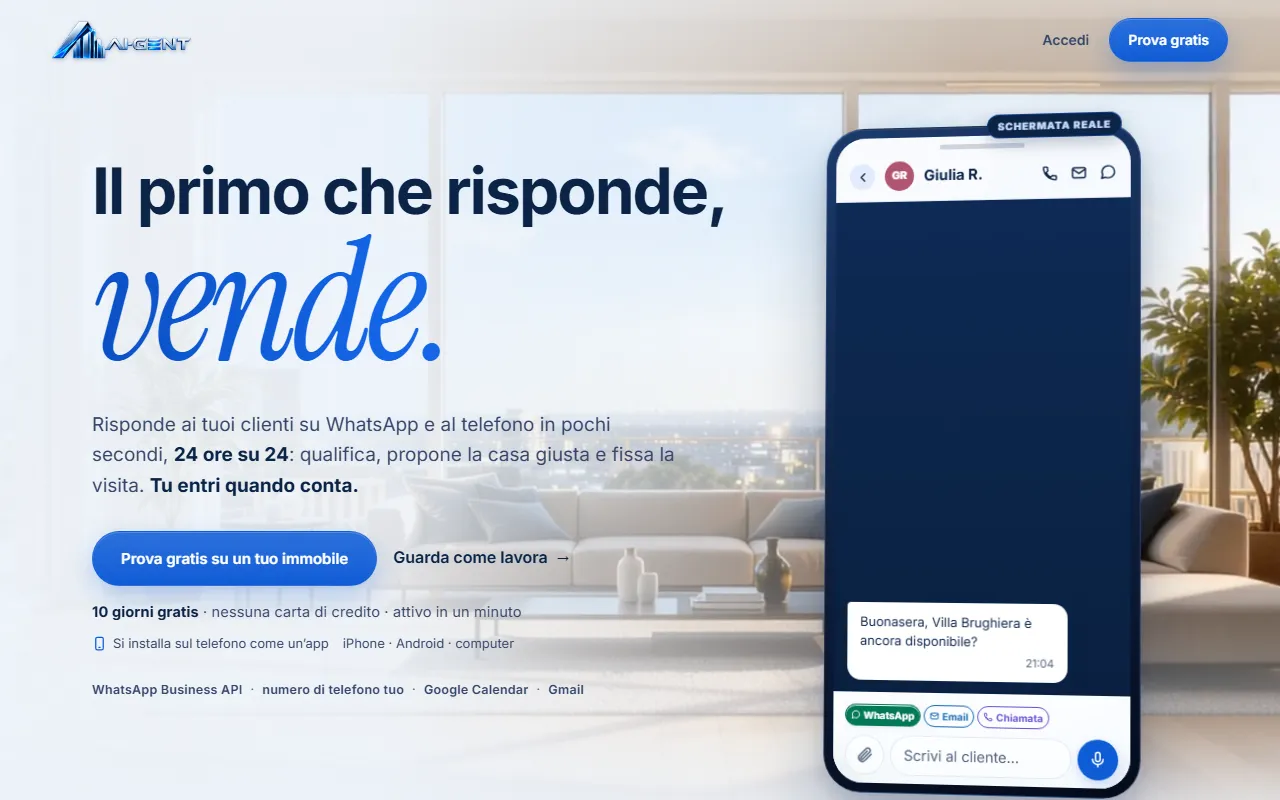 AI-GENT
Accedi
Prova gratis
Il primo che risponde,
vende.
Risponde ai tuoi clienti su WhatsApp e al telefono in pochi
secondi, 24 ore su 24: qualifica, propone la casa giusta e fissa la
visita. Tu entri quando conta.
Prova gratis su un tuo immobile
Guarda come lavora →
10 giorni gratis · nessuna carta di credito · attivo in un minuto
Si installa sul telefono come un’app iPhone · Android · computer
WhatsApp Business API · numero di telefono tuo · Google Calendar · Gmail
SCHERMATA REALE
GR
Giulia R.
Buonasera, Villa Brughiera è
ancora disponibile?
21:04
WhatsApp
Email
Chiamata
Scrivi al cliente...